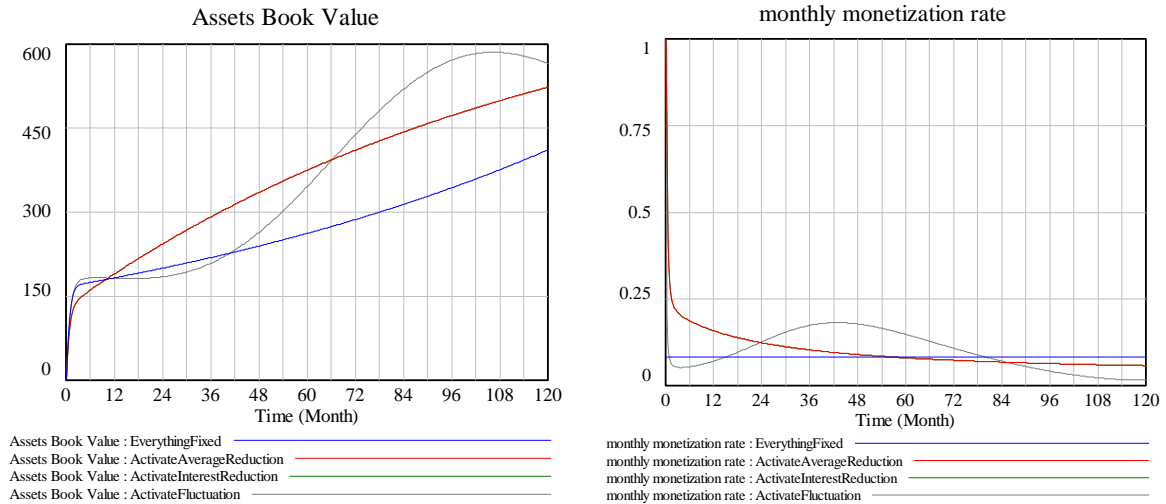 Assets Book Value
600
450
300
150
0
0 12 24 36 48 60 72 84 96 108 120
Time (Month)
Assets Book Value : EverythingFixed
Assets Book Value : ActivateAverageReduction
Assets Book Value : ActivateInterestReduction
Assets Book Value : ActivateFluctuation
monthly monetization rate
1
0.75
0.5
0.25
0
0 12 24 36 48 60 72 84 96 108 120
Time (Month)
monthly monetization rate : EverythingFixed
monthly monetization rate : ActivateAverageReduction
monthly monetization rate : ActivateInterestReduction
monthly monetization rate : ActivateFluctuation